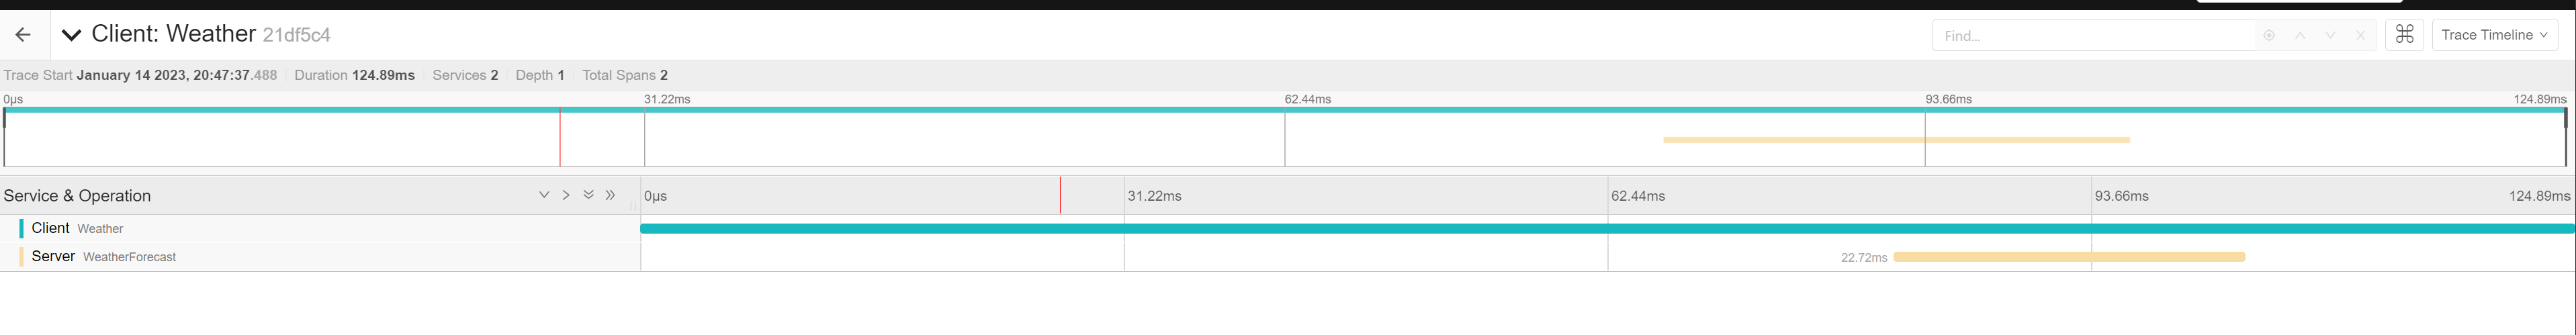 Client: Weather 21df5c4 Find... Trace Timeline
Trace Start January 14 2023, 20:47:37.488 Duration 124.89ms Services 2 Depth 1 Total Spans 2
0μs 31.22ms 62.44ms 93.66ms 124.89ms
Service & Operation 0μs 31.22ms 62.44ms 93.66ms 124.89ms
Client Weather
Server WeatherForecast 22.72ms